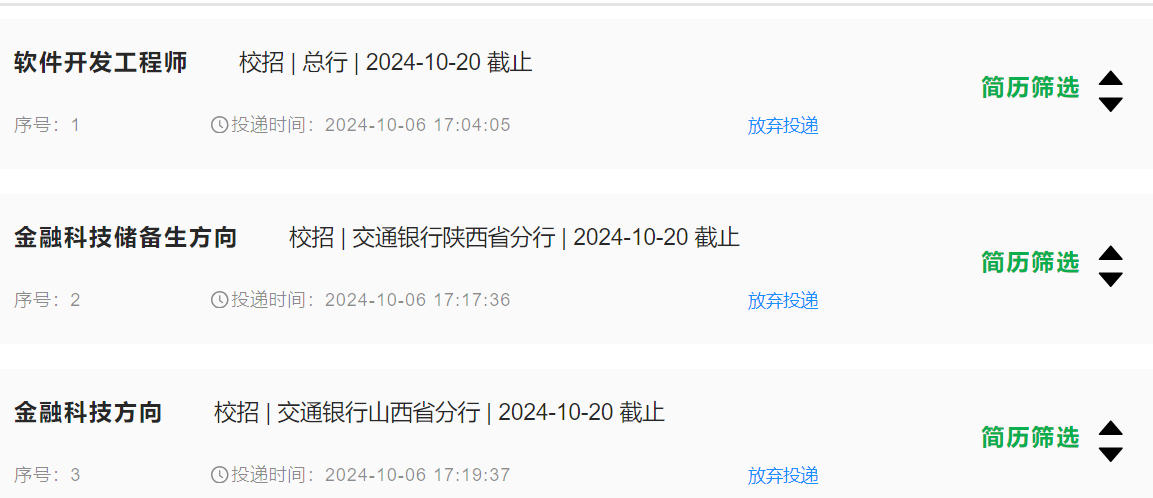 软件开发工程师 校招 | 总行 | 2024-10-20 截止
简历筛选
序号：1 投递时间：2024-10-06 17:04:05 放弃投递
金融科技储备生方向 校招 | 交通银行陕西省分行 | 2024-10-20 截止
简历筛选
序号：2 投递时间：2024-10-06 17:17:36 放弃投递
金融科技方向 校招 | 交通银行山西省分行 | 2024-10-20 截止
简历筛选
序号：3 投递时间：2024-10-06 17:19:37 放弃投递